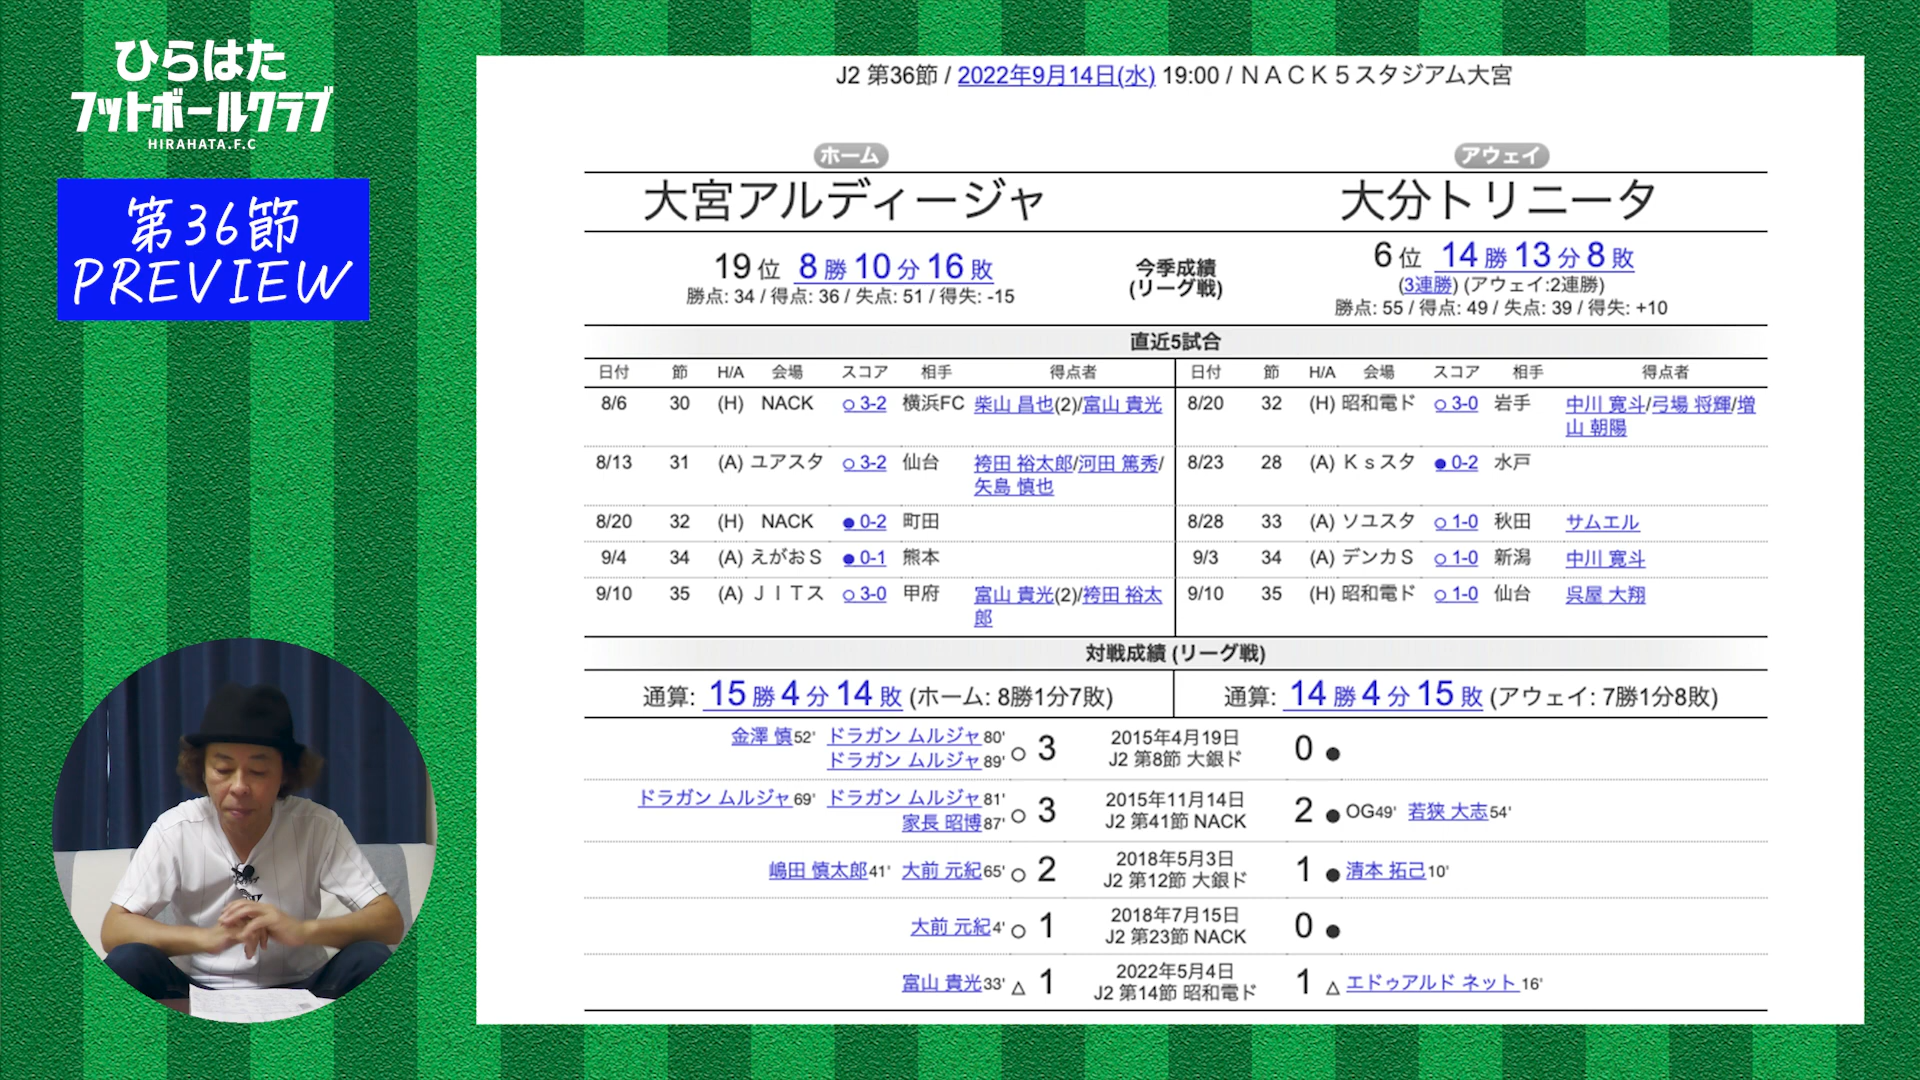 ひらはた
フットボールクラブ
HIRAHATA.F.C
第36節
PREVIEW
J2 第36節 / 2022年9月14日(水) 19:00 / ＮＡＣＫ５スタジアム大宮
ホーム アウェイ
大宮アルディージャ 大分トリニータ
19位 8勝10分16敗
勝点: 34 / 得点: 36 / 失点: 51 / 得失: -15
今季成績
(リーグ戦)
6位 14勝13分8敗
(3連勝) (アウェイ:2連勝)
勝点: 55 / 得点: 49 / 失点: 39 / 得失: +10
直近5試合
日付 節 H/A 会場 スコア 相手 得点者 日付 節 H/A 会場 スコア 相手 得点者
8/6 30 (H) NACK ○3-2 横浜FC 柴山 昌也(2)/富山 貴光
8/20 32 (H) 昭和電ド ○3-0 岩手 中川 寛斗/弓場 将輝/増
山 朝陽
8/13 31 (A) ユアスタ ○3-2 仙台 袴田 裕太郎/河田 篤秀/
矢島 慎也
8/23 28 (A) Ｋｓスタ ●0-2 水戸
8/20 32 (H) NACK ●0-2 町田
8/28 33 (A) ソユスタ ○1-0 秋田 サムエル
9/4 34 (A) えがおＳ ●0-1 熊本
9/3 34 (A) デンカＳ ○1-0 新潟 中川 寛斗
9/10 35 (A) ＪＩＴス ○3-0 甲府 富山 貴光(2)/袴田 裕太
郎
9/10 35 (H) 昭和電ド ○1-0 仙台 呉屋 大翔
対戦成績 (リーグ戦)
通算: 15勝4分14敗 (ホーム: 8勝1分7敗) 通算: 14勝4分15敗 (アウェイ: 7勝1分8敗)
金澤 慎52' ドラガン ムルジャ80'
ドラガン ムルジャ89' ○ 3
2015年4月19日
J2 第8節 大銀ド
0 ●
ドラガン ムルジャ69' ドラガン ムルジャ81'
家長 昭博87' ○ 3
2015年11月14日
J2 第41節 NACK
2 ● OG49' 若狭 大志54'
嶋田 慎太郎41' 大前 元紀65' ○ 2
2018年5月3日
J2 第12節 大銀ド
1 ● 清本 拓己10'
大前 元紀4' ○ 1
2018年7月15日
J2 第23節 NACK
0 ●
富山 貴光33' △ 1
2022年5月4日
J2 第14節 昭和電ド
1 △ エドゥアルド ネット16'